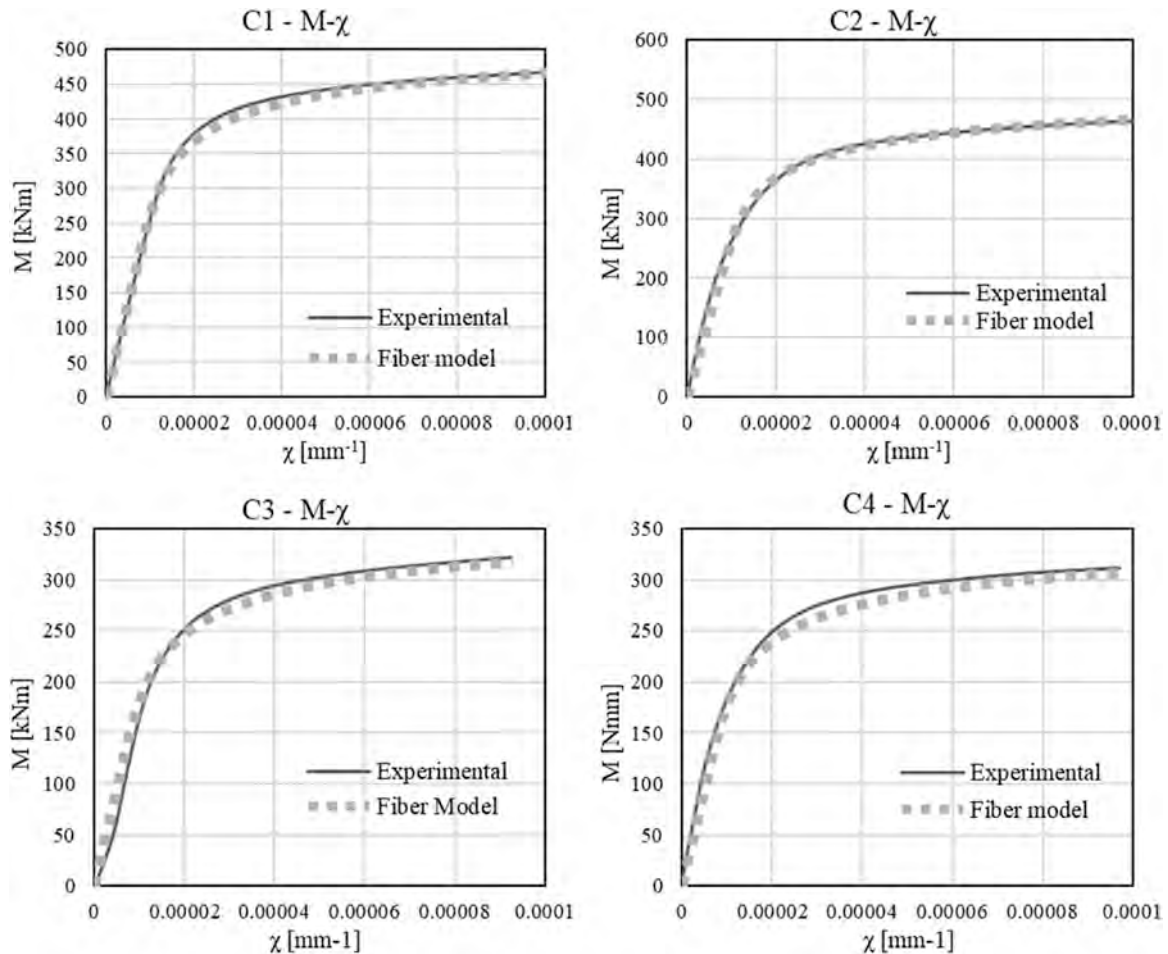 C1 - M-χ
500
450
400
350
300
250
200
150
100
50
0
M [kNm]
Experimental
Fiber model
0 0.00002 0.00004 0.00006 0.00008 0.0001
χ [mm-1]
C2 - M-χ
600
500
400
300
200
100
0
M [kNm]
Experimental
Fiber model
0 0.00002 0.00004 0.00006 0.00008 0.0001
χ [mm-1]
C3 - M-χ
350
300
250
200
150
100
50
0
M [kNm]
Experimental
Fiber Model
0 0.00002 0.00004 0.00006 0.00008 0.0001
χ [mm-1]
C4 - M-χ
350
300
250
200
150
100
50
0
M [Nmm]
Experimental
Fiber model
0 0.00002 0.00004 0.00006 0.00008 0.0001
χ [mm-1]